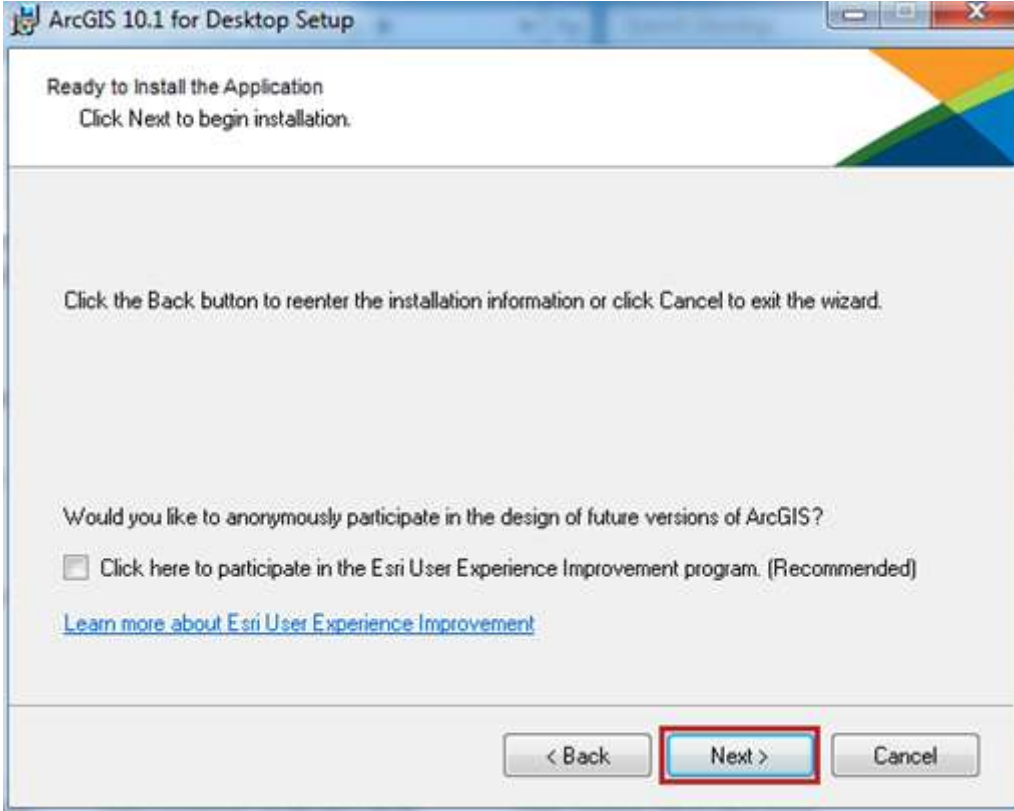 ArcGIS 10.1 for Desktop Setup
Ready to Install the Application
Click Next to begin installation.
Click the Back button to reenter the installation information or click Cancel to exit the wizard.
Would you like to anonymously participate in the design of future versions of ArcGIS?
Click here to participate in the Esri User Experience Improvement program. (Recommended)
Learn more about Esri User Experience Improvement
< Back Next > Cancel